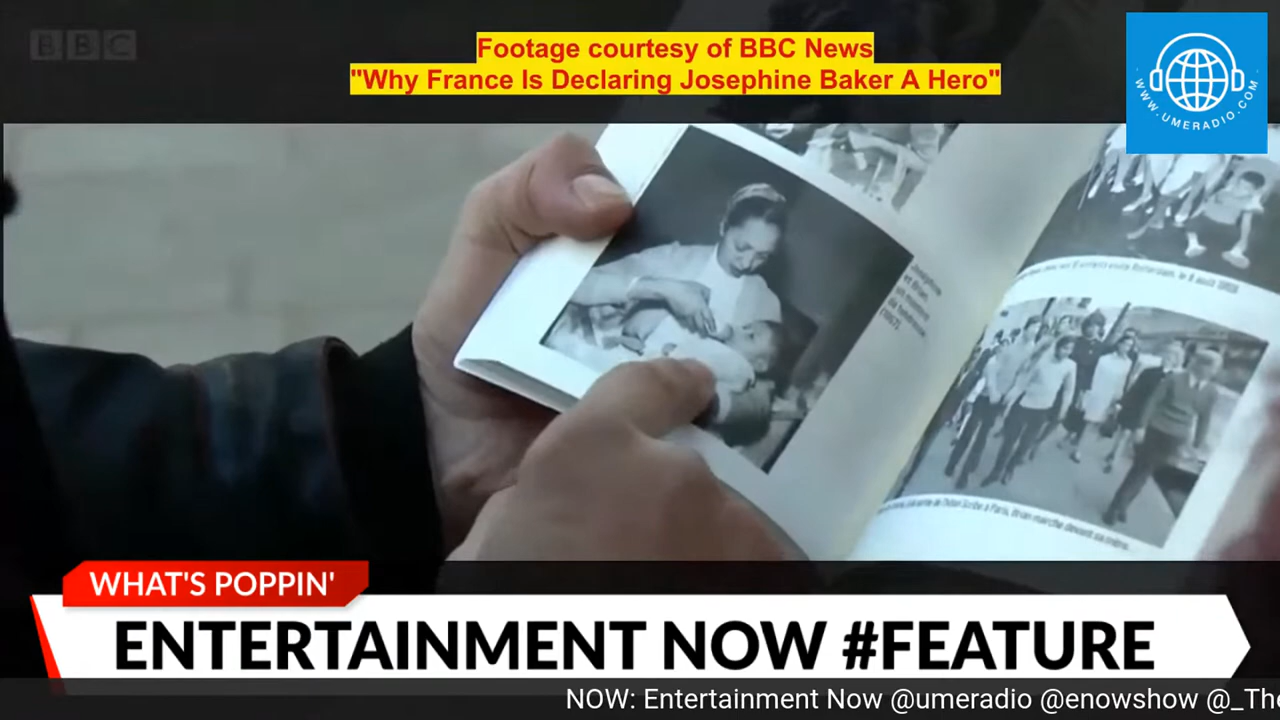 BBC
Footage courtesy of BBC News
"Why France Is Declaring Josephine Baker A Hero"
WWW.UMERADIO.COM
WHAT'S POPPIN'
ENTERTAINMENT NOW #FEATURE
NOW: Entertainment Now @umeradio @enowshow @_The